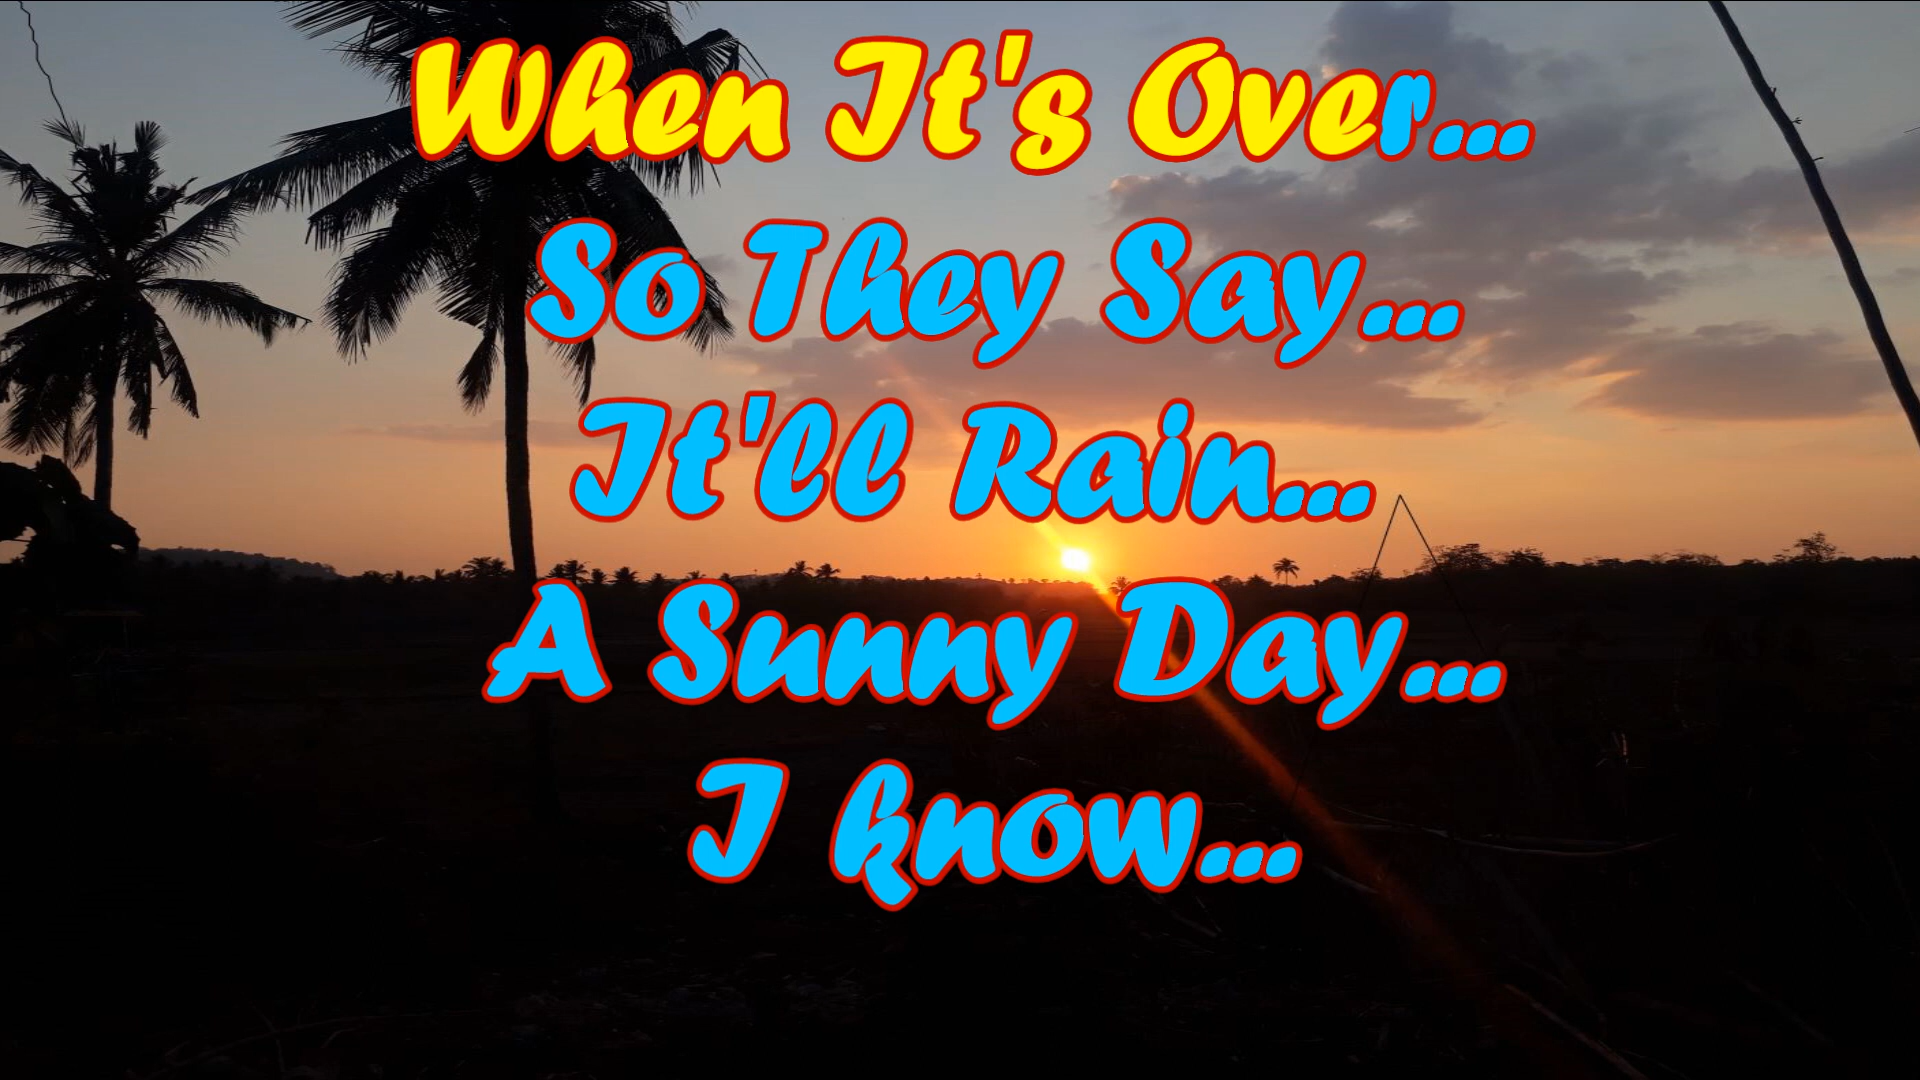 When It's Over...
So They Say...
It'll Rain...
A Sunny Day...
I know...